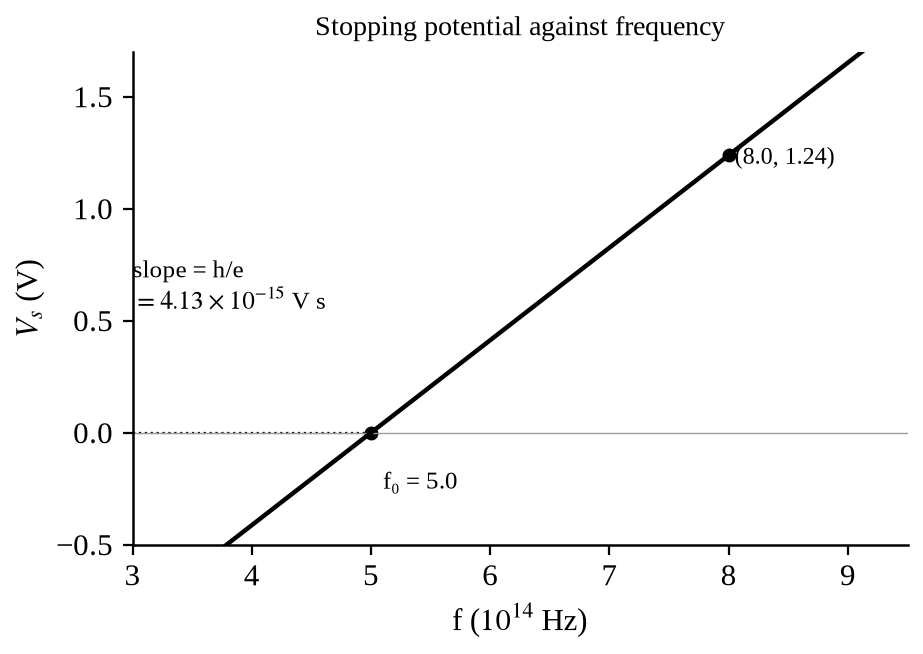 Stopping potential against frequency
1.5
1.0
0.5
0.0
−0.5
V_s (V)
slope = h/e
= 4.13 × 10⁻¹⁵ V s
(8.0, 1.24)
f₀ = 5.0
3 4 5 6 7 8 9
f (10¹⁴ Hz)